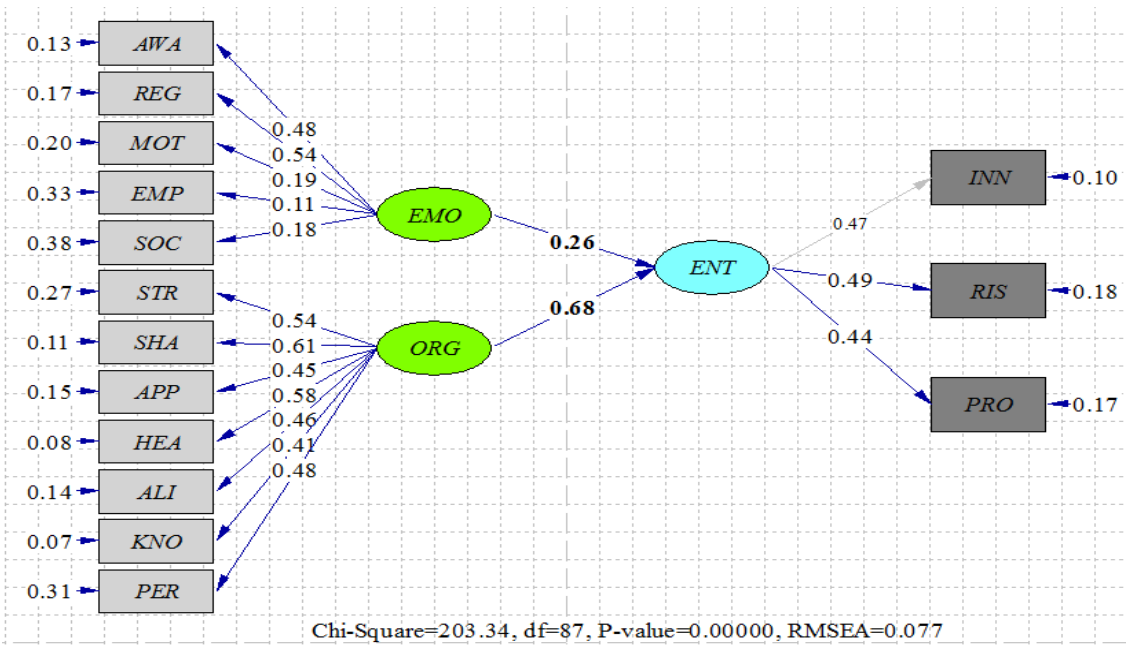 0.13 AWA
0.17 REG
0.20 MOT
0.33 EMP
0.38 SOC
0.27 STR
0.11 SHA
0.15 APP
0.08 HEA
0.14 ALI
0.07 KNO
0.31 PER
0.48
0.54
0.19
0.11
0.18
0.54
0.61
0.45
0.58
0.46
0.41
0.48
EMO
ORG
0.26
0.68
ENT
0.47
0.49
0.44
INN 0.10
RIS 0.18
PRO 0.17
Chi-Square=203.34, df=87, P-value=0.00000, RMSEA=0.077